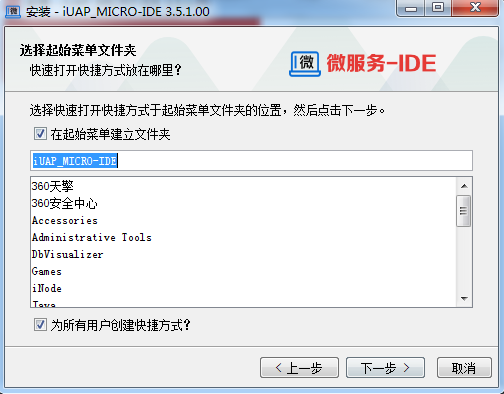 安装 - iUAP_MICRO-IDE 3.5.1.00
选择起始菜单文件夹
快速打开快捷方式放在哪里？
微 微服务-IDE
选择快速打开快捷方式于起始菜单文件夹的位置，然后点击下一步。
在起始菜单建立文件夹
iUAP_MICRO-IDE
360天擎
360安全中心
Accessories
Administrative Tools
DbVisualizer
Games
iNode
Java
为所有用户创建快捷方式？
< 上一步 下一步 > 取消